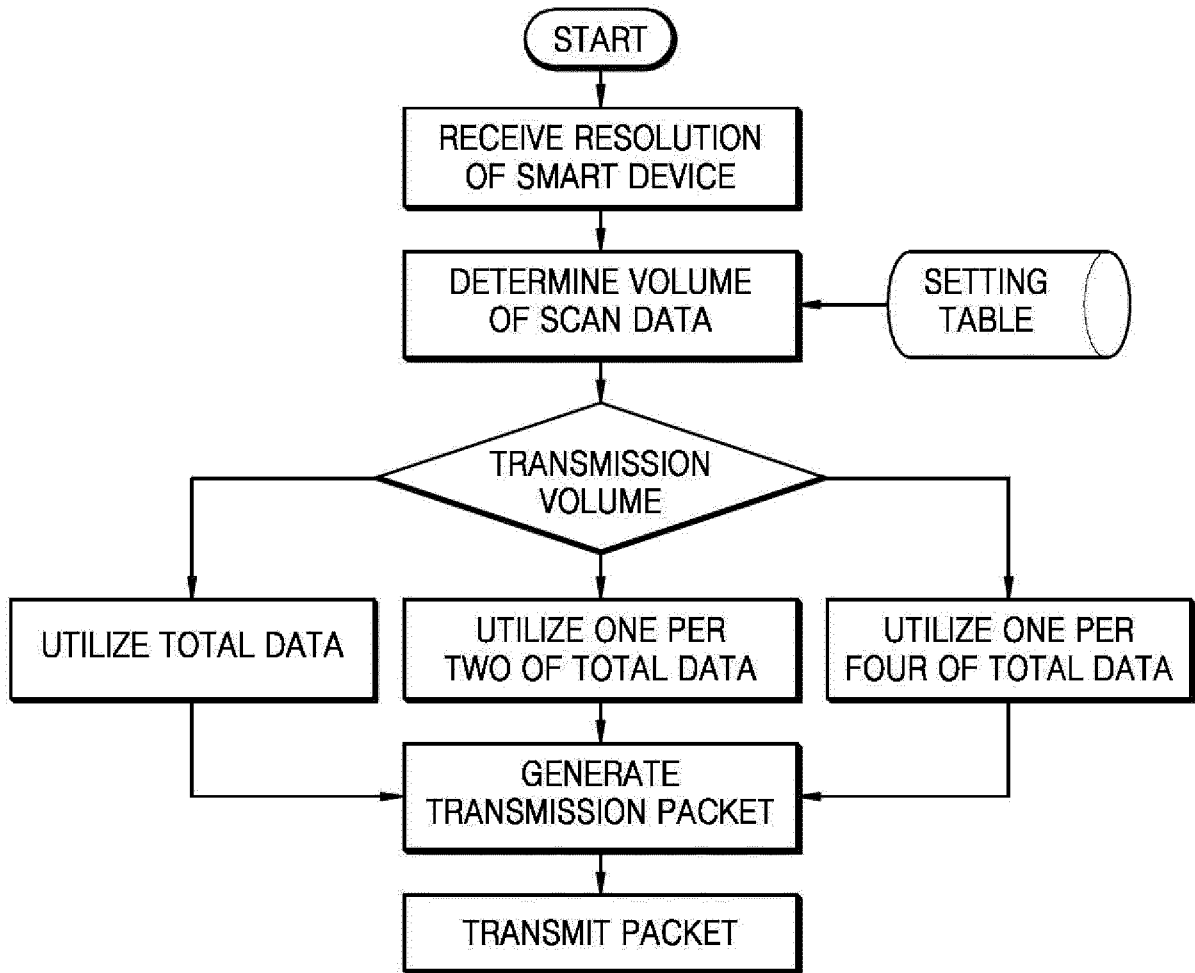 START
RECEIVE RESOLUTION
OF SMART DEVICE
DETERMINE VOLUME
OF SCAN DATA
SETTING
TABLE
TRANSMISSION
VOLUME
UTILIZE TOTAL DATA
UTILIZE ONE PER
TWO OF TOTAL DATA
UTILIZE ONE PER
FOUR OF TOTAL DATA
GENERATE
TRANSMISSION PACKET
TRANSMIT PACKET